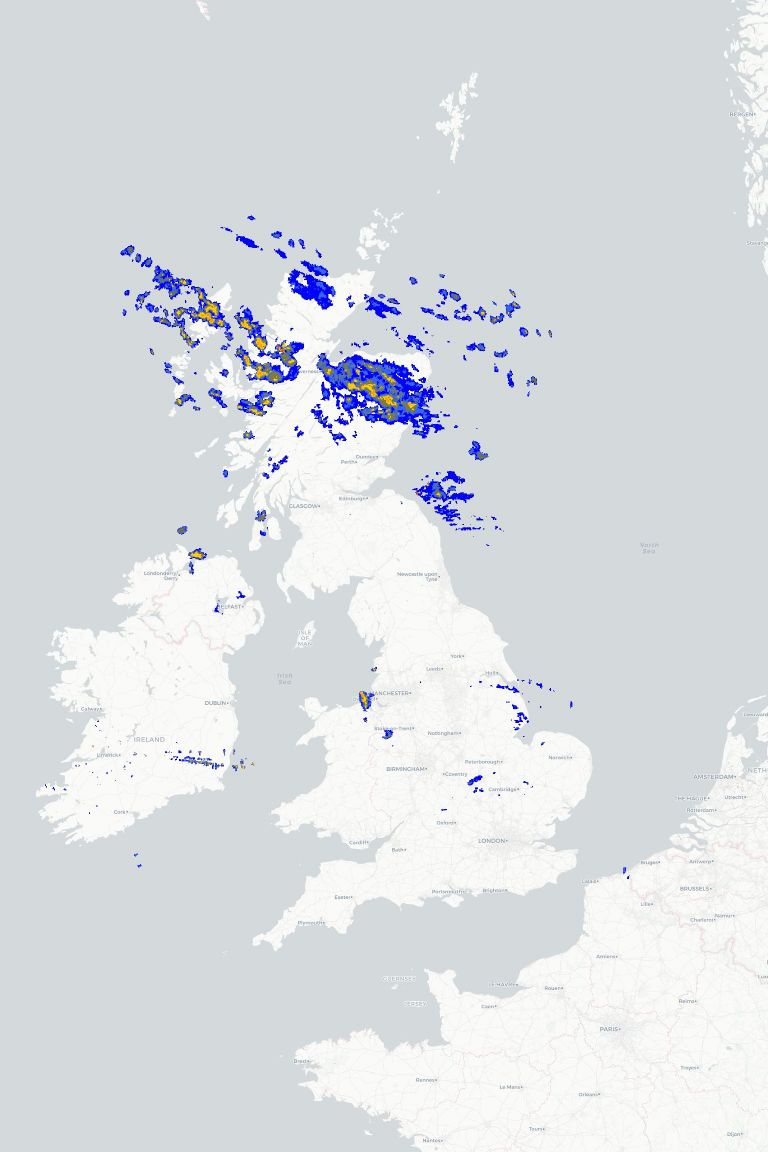 BERGEN
Stavange
Inverness
Dundee
Perth
Edinburgh
GLASGOW
North
Sea
Londonderry/
Derry
Newcastle upon
Tyne
BELFAST
ISLE
OF
MAN
York
Leeds
Hull
Irish
Sea
MANCHESTER
DUBLIN
Galway
Stoke-on-Trent
Nottingham
IRELAND
Limerick
Norwich
Peterborough
BIRMINGHAM
Coventry
Cambridge
AMSTERDAM
NETH
THE HAGUE
Utrecht
Rotterdam
Cork
Oxford
LONDON
Cardiff
Bath
Bruges
Antwerp
Calais
BRUSSELS
Portsmouth
Brighton
Exeter
Lille
Charleroi
Namur
Plymouth
Amiens
GUERNSEY
LE HAVRE
Rouen
JERSEY
Caen
Reims
PARIS
Brest
Troyes
Rennes
Le Mans
Orléans
Tours
Dijon
Nantes